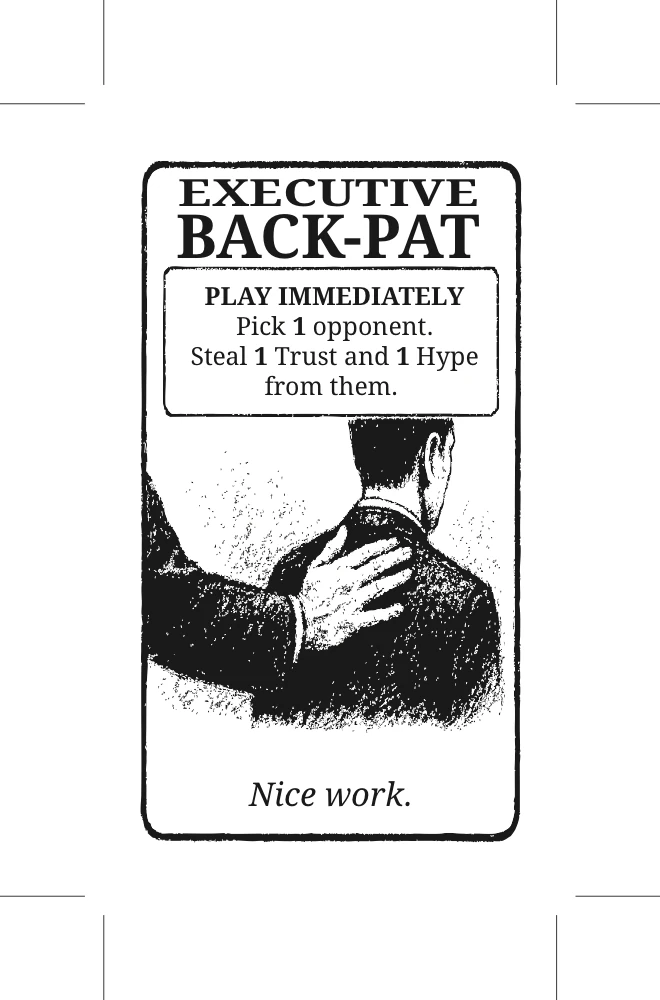 EXECUTIVE
BACK-PAT
PLAY IMMEDIATELY
Pick 1 opponent.
Steal 1 Trust and 1 Hype
from them.
Nice work.